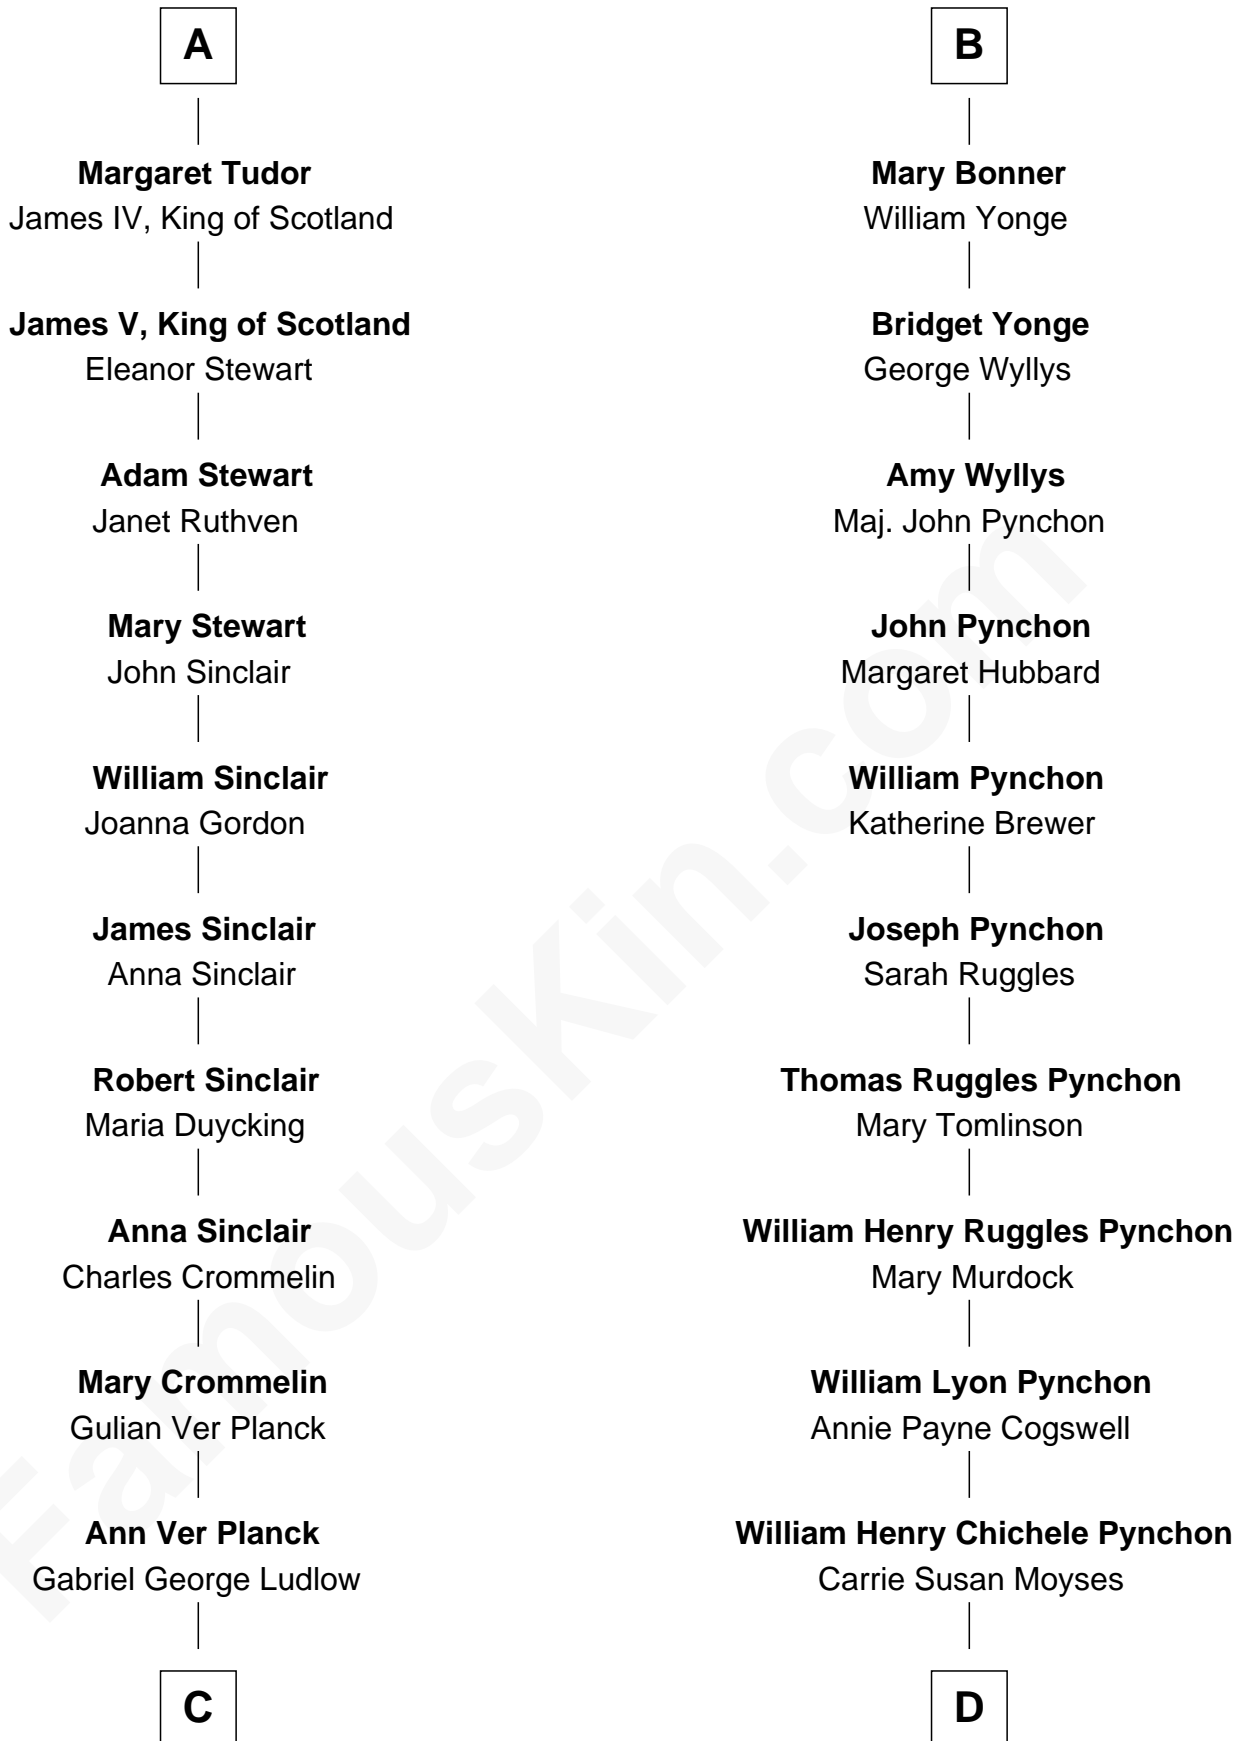 A
Margaret Tudor
James IV, King of Scotland
James V, King of Scotland
Eleanor Stewart
Adam Stewart
Janet Ruthven
Mary Stewart
John Sinclair
William Sinclair
Joanna Gordon
James Sinclair
Anna Sinclair
Robert Sinclair
Maria Duycking
Anna Sinclair
Charles Crommelin
Mary Crommelin
Gulian Ver Planck
Ann Ver Planck
Gabriel George Ludlow
C
B
Mary Bonner
William Yonge
Bridget Yonge
George Wyllys
Amy Wyllys
Maj. John Pynchon
John Pynchon
Margaret Hubbard
William Pynchon
Katherine Brewer
Joseph Pynchon
Sarah Ruggles
Thomas Ruggles Pynchon
Mary Tomlinson
William Henry Ruggles Pynchon
Mary Murdock
William Lyon Pynchon
Annie Payne Cogswell
William Henry Chichele Pynchon
Carrie Susan Moyses
D
FamousKin.com